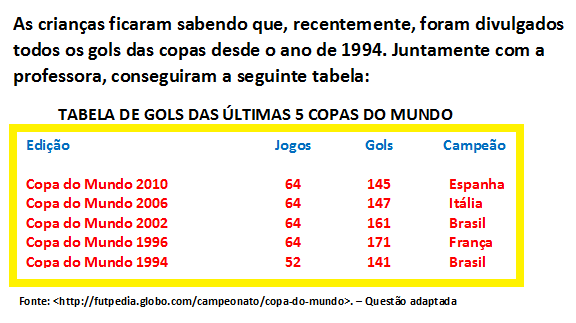 As crianças ficaram sabendo que, recentemente, foram divulgados
todos os gols das copas desde o ano de 1994. Juntamente com a
professora, conseguiram a seguinte tabela:
TABELA DE GOLS DAS ÚLTIMAS 5 COPAS DO MUNDO
Edição Jogos Gols Campeão
Copa do Mundo 2010 64 145 Espanha
Copa do Mundo 2006 64 147 Itália
Copa do Mundo 2002 64 161 Brasil
Copa do Mundo 1996 64 171 França
Copa do Mundo 1994 52 141 Brasil
Fonte: <http://futpedia.globo.com/campeonato/copa-do-mundo>. – Questão adaptada